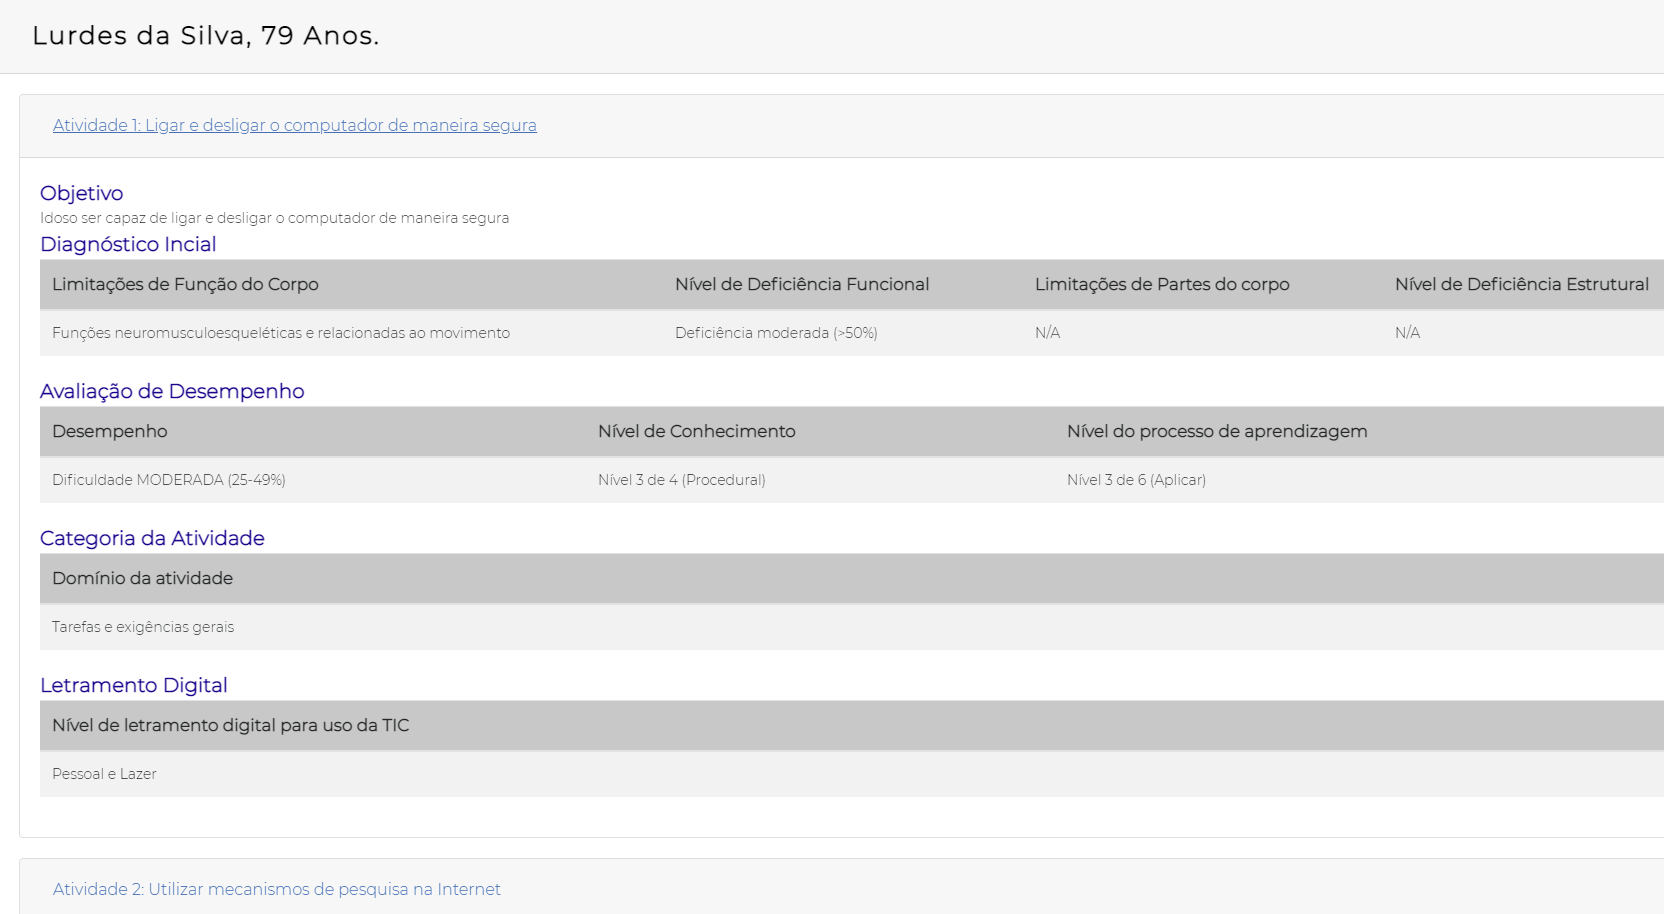 Lurdes da Silva, 79 Anos.
Atividade 1: Ligar e desligar o computador de maneira segura
Objetivo
Idoso ser capaz de ligar e desligar o computador de maneira segura
Diagnóstico Incial
Limitações de Função do Corpo Nível de Deficiência Funcional Limitações de Partes do corpo Nível de Deficiência Estrutural
Funções neuromusculoesqueléticas e relacionadas ao movimento Deficiência moderada (>50%) N/A N/A
Avaliação de Desempenho
Desempenho Nível de Conhecimento Nível do processo de aprendizagem
Dificuldade MODERADA (25-49%) Nível 3 de 4 (Procedural) Nível 3 de 6 (Aplicar)
Categoria da Atividade
Domínio da atividade
Tarefas e exigências gerais
Letramento Digital
Nível de letramento digital para uso da TIC
Pessoal e Lazer
Atividade 2: Utilizar mecanismos de pesquisa na Internet